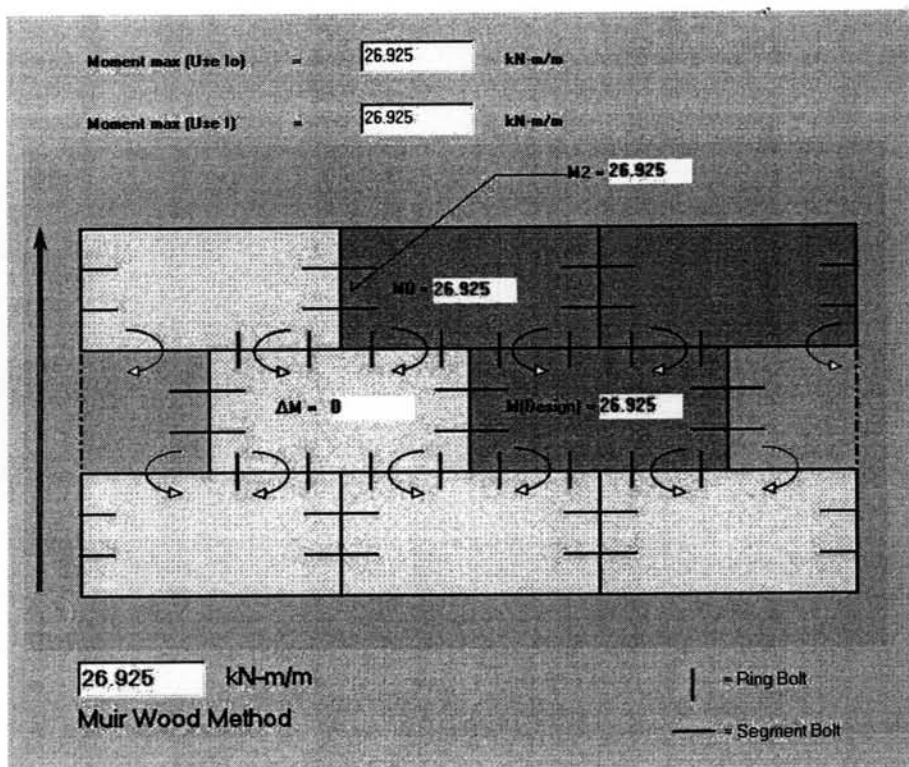 Moment max (Use Io) = 26.925 kN-m/m
Moment max (Use I) = 26.925 kN-m/m
M2 = 26.925
M0 = 26.925
ΔM = 0
M(Design) = 26.925
26.925 kN-m/m
Muir Wood Method
= Ring Bolt
= Segment Bolt